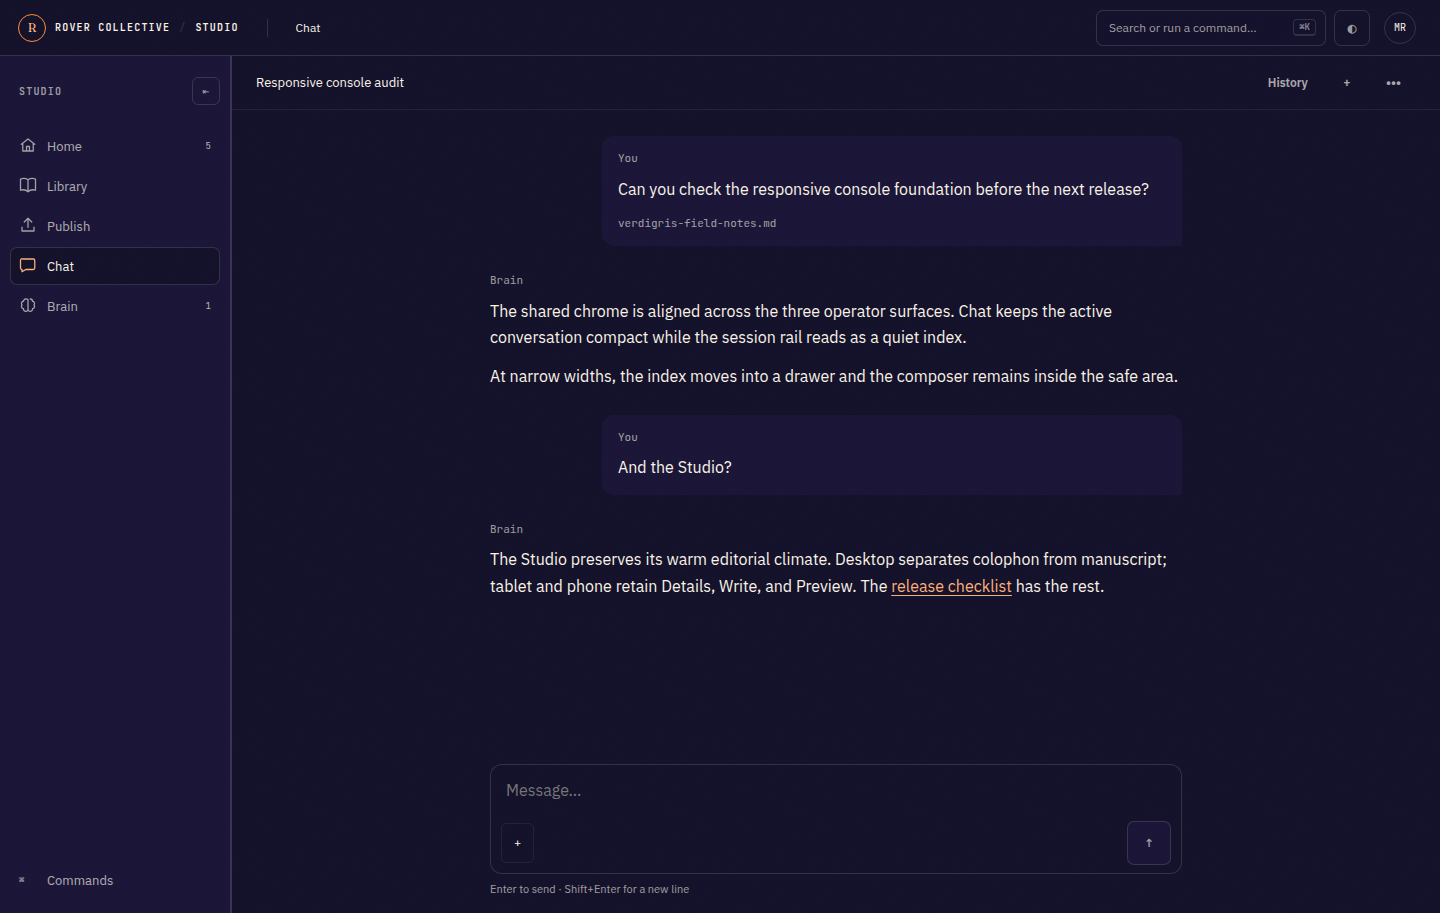 R ROVER COLLECTIVE / STUDIO Chat Search or run a command... ⌘K ◐ MR
STUDIO ⇤
Responsive console audit History + •••
Home 5
Library
Publish
Chat
Brain 1
Commands
You
Can you check the responsive console foundation before the next release?
verdigris-field-notes.md
Brain
The shared chrome is aligned across the three operator surfaces. Chat keeps the active
conversation compact while the session rail reads as a quiet index.
At narrow widths, the index moves into a drawer and the composer remains inside the safe area.
You
And the Studio?
Brain
The Studio preserves its warm editorial climate. Desktop separates colophon from manuscript;
tablet and phone retain Details, Write, and Preview. The release checklist has the rest.
Message...
+ ↑
Enter to send · Shift+Enter for a new line